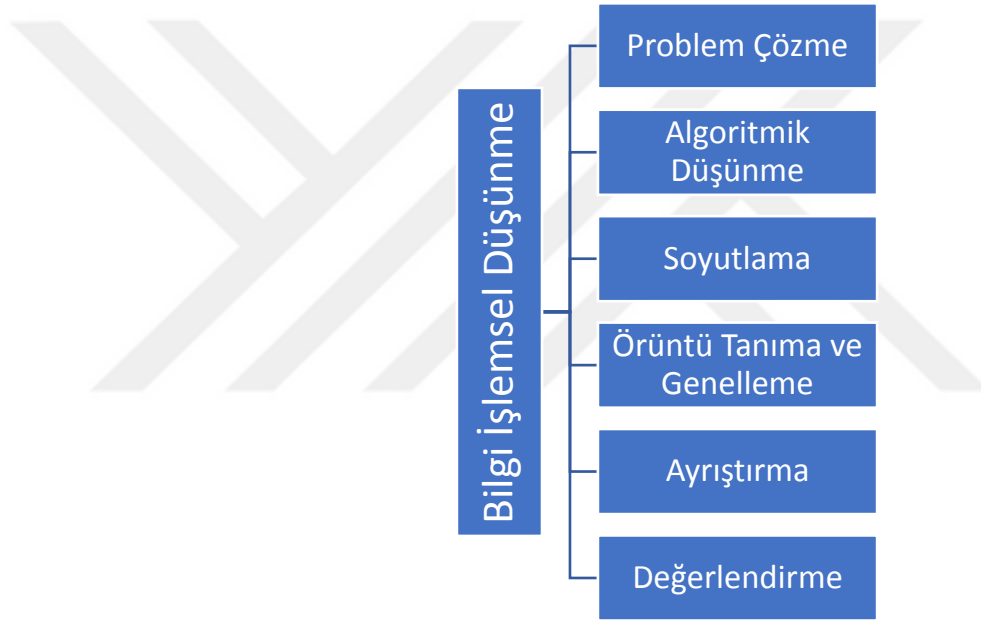 Bilgi İşlemsel Düşünme
Problem Çözme
Algoritmik
Düşünme
Soyutlama
Örüntü Tanıma ve
Genelleme
Ayrıştırma
Değerlendirme